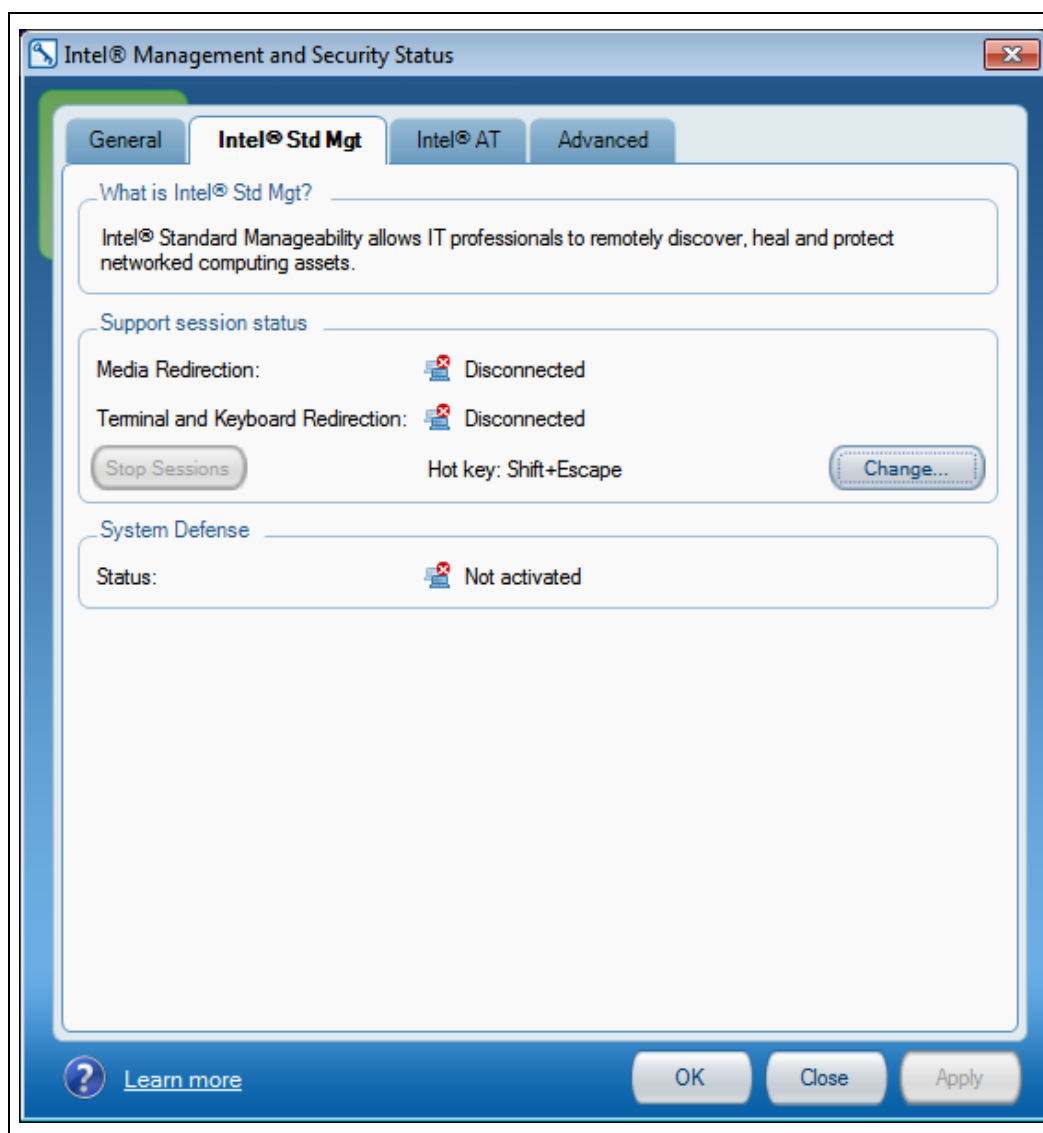 Intel® Management and Security Status
General
Intel® Std Mgt
Intel® AT
Advanced
What is Intel® Std Mgt?
Intel® Standard Manageability allows IT professionals to remotely discover, heal and protect
networked computing assets.
Support session status
Media Redirection: Disconnected
Terminal and Keyboard Redirection: Disconnected
Stop Sessions Hot key: Shift+Escape Change...
System Defense
Status: Not activated
? Learn more OK Close Apply